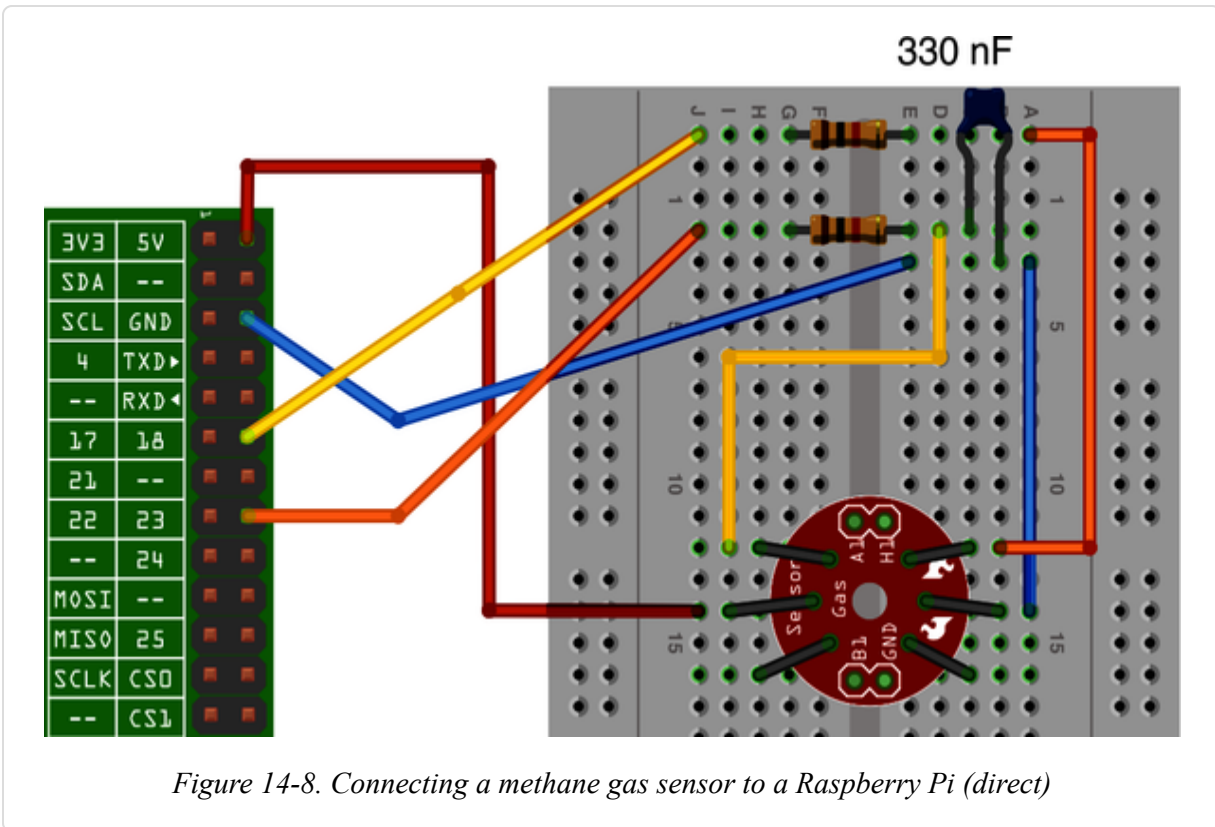 330 nF
J I H G F E D A
3V3 5V
SDA --
SCL GND
4 TXD▸
-- RXD◂
17 18
21 --
22 23
-- 24
MOSI --
MISO 25
SCLK CS0
-- CS1
1 1
5
10 10
15 15
Sensor
Gas
A1 H1
B1 GND
Figure 14-8. Connecting a methane gas sensor to a Raspberry Pi (direct)